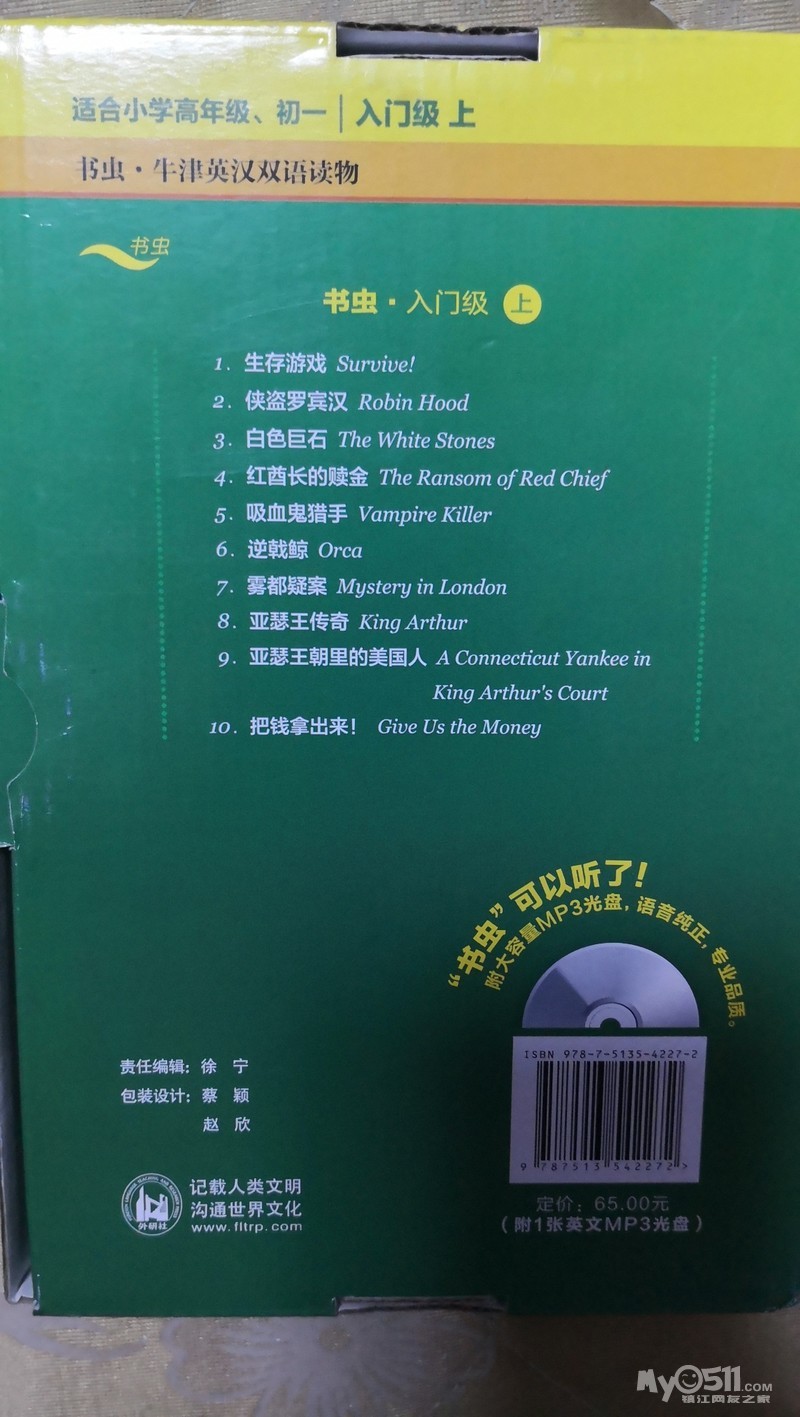 适合小学高年级、初一 | 入门级 上
书虫·牛津英汉双语读物
书虫
书虫·入门级 上
1. 生存游戏 Survive!
2. 侠盗罗宾汉 Robin Hood
3. 白色巨石 The White Stones
4. 红酋长的赎金 The Ransom of Red Chief
5. 吸血鬼猎手 Vampire Killer
6. 逆戟鲸 Orca
7. 雾都疑案 Mystery in London
8. 亚瑟王传奇 King Arthur
9. 亚瑟王朝里的美国人 A Connecticut Yankee in
King Arthur's Court
10. 把钱拿出来！ Give Us the Money
“书虫”可以听了！
附大容量MP3光盘，语音纯正，专业品质。
ISBN 978-7-5135-4227-2
9 787513 542272 >
定价：65.00元
（附1张英文MP3光盘）
责任编辑：徐 宁
包装设计：蔡 颖
赵 欣
外研社
记载人类文明
沟通世界文化
www.fltrp.com
My0511.COM
镇江网友之家